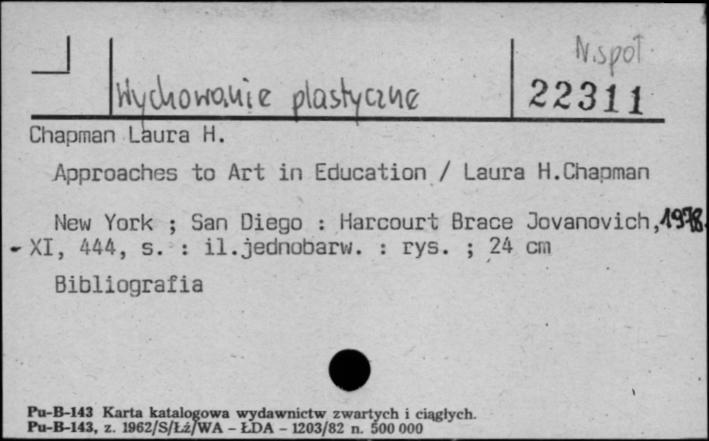 N.społ
Wychowanie plastyczne
22311
Chapman Laura H.
Approaches to Art in Education / Laura H.Chapman
New York ; San Diego : Harcourt Brace Jovanovich,1978.
- XI, 444, s. : il.jednobarw. : rys. ; 24 cm
Bibliografia
Pu-B-143 Karta katalogowa wydawnictw zwartych i ciągłych.
Pu-B-143, z. 1962/S/Łź/WA – ŁDA – 1203/82 n. 500 000